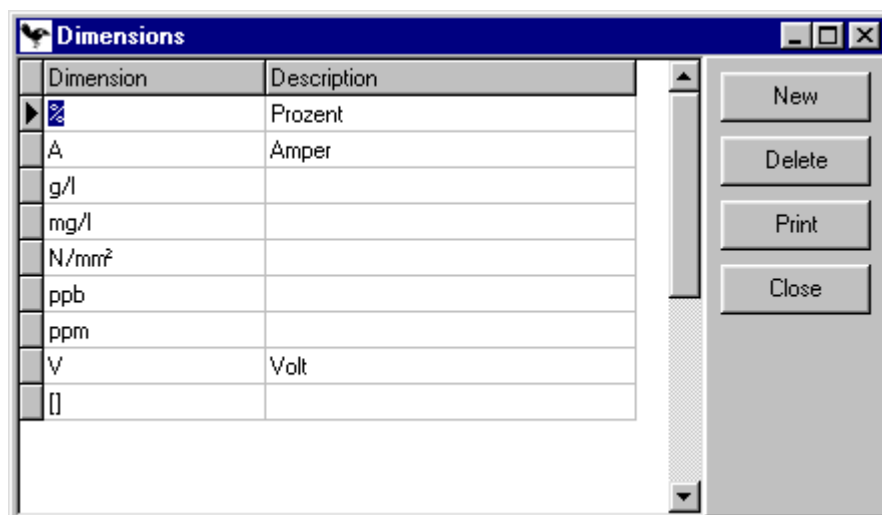 Dimensions
Dimension Description
% Prozent
A Amper
g/l
mg/l
N/mm²
ppb
ppm
V Volt
[]
New
Delete
Print
Close